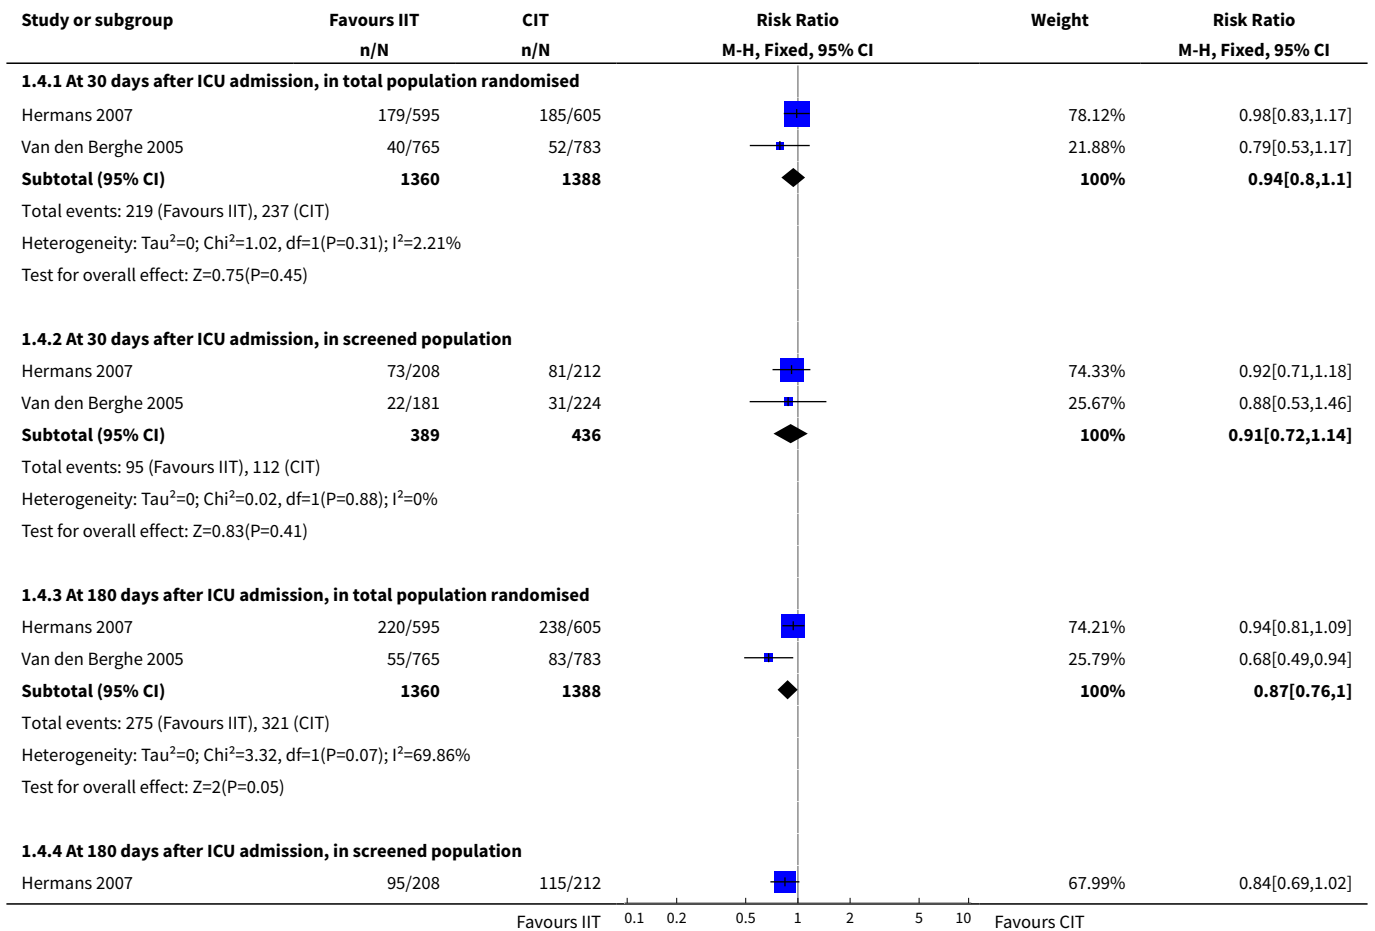 Study or subgroup Favours IIT CIT Risk Ratio Weight Risk Ratio
n/N n/N M-H, Fixed, 95% CI M-H, Fixed, 95% CI
1.4.1 At 30 days after ICU admission, in total population randomised
Hermans 2007 179/595 185/605 78.12% 0.98[0.83,1.17]
Van den Berghe 2005 40/765 52/783 21.88% 0.79[0.53,1.17]
Subtotal (95% CI) 1360 1388 100% 0.94[0.8,1.1]
Total events: 219 (Favours IIT), 237 (CIT)
Heterogeneity: Tau²=0; Chi²=1.02, df=1(P=0.31); I²=2.21%
Test for overall effect: Z=0.75(P=0.45)
1.4.2 At 30 days after ICU admission, in screened population
Hermans 2007 73/208 81/212 74.33% 0.92[0.71,1.18]
Van den Berghe 2005 22/181 31/224 25.67% 0.88[0.53,1.46]
Subtotal (95% CI) 389 436 100% 0.91[0.72,1.14]
Total events: 95 (Favours IIT), 112 (CIT)
Heterogeneity: Tau²=0; Chi²=0.02, df=1(P=0.88); I²=0%
Test for overall effect: Z=0.83(P=0.41)
1.4.3 At 180 days after ICU admission, in total population randomised
Hermans 2007 220/595 238/605 74.21% 0.94[0.81,1.09]
Van den Berghe 2005 55/765 83/783 25.79% 0.68[0.49,0.94]
Subtotal (95% CI) 1360 1388 100% 0.87[0.76,1]
Total events: 275 (Favours IIT), 321 (CIT)
Heterogeneity: Tau²=0; Chi²=3.32, df=1(P=0.07); I²=69.86%
Test for overall effect: Z=2(P=0.05)
1.4.4 At 180 days after ICU admission, in screened population
Hermans 2007 95/208 115/212 67.99% 0.84[0.69,1.02]
Favours IIT 0.1 0.2 0.5 1 2 5 10 Favours CIT